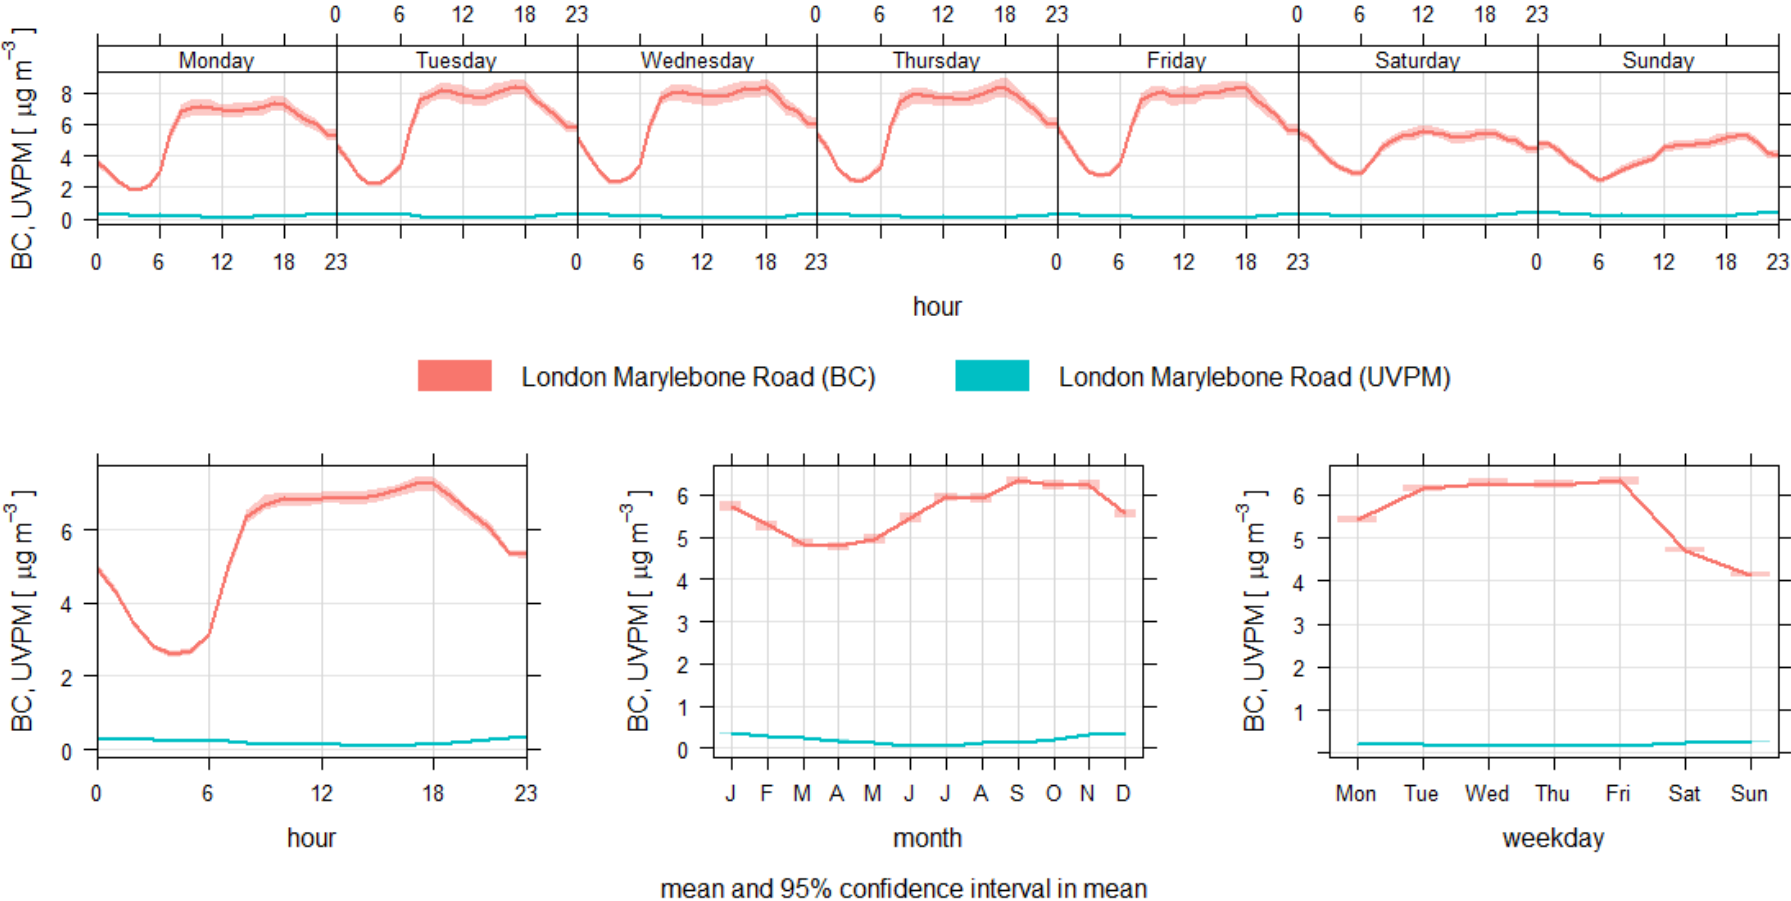 0 6 12 18 23 0 6 12 18 23 0 6 12 18 23
Monday Tuesday Wednesday Thursday Friday Saturday Sunday
BC, UVPM [ μg m⁻³ ]
8
6
4
2
0
0 6 12 18 23 0 6 12 18 23 0 6 12 18 23 0 6 12 18 23
hour
London Marylebone Road (BC) London Marylebone Road (UVPM)
BC, UVPM [ μg m⁻³ ]
6
4
2
0
0 6 12 18 23
hour
BC, UVPM [ μg m⁻³ ]
6
5
4
3
2
1
0
J F M A M J J A S O N D
month
BC, UVPM [ μg m⁻³ ]
6
5
4
3
2
1
Mon Tue Wed Thu Fri Sat Sun
weekday
mean and 95% confidence interval in mean